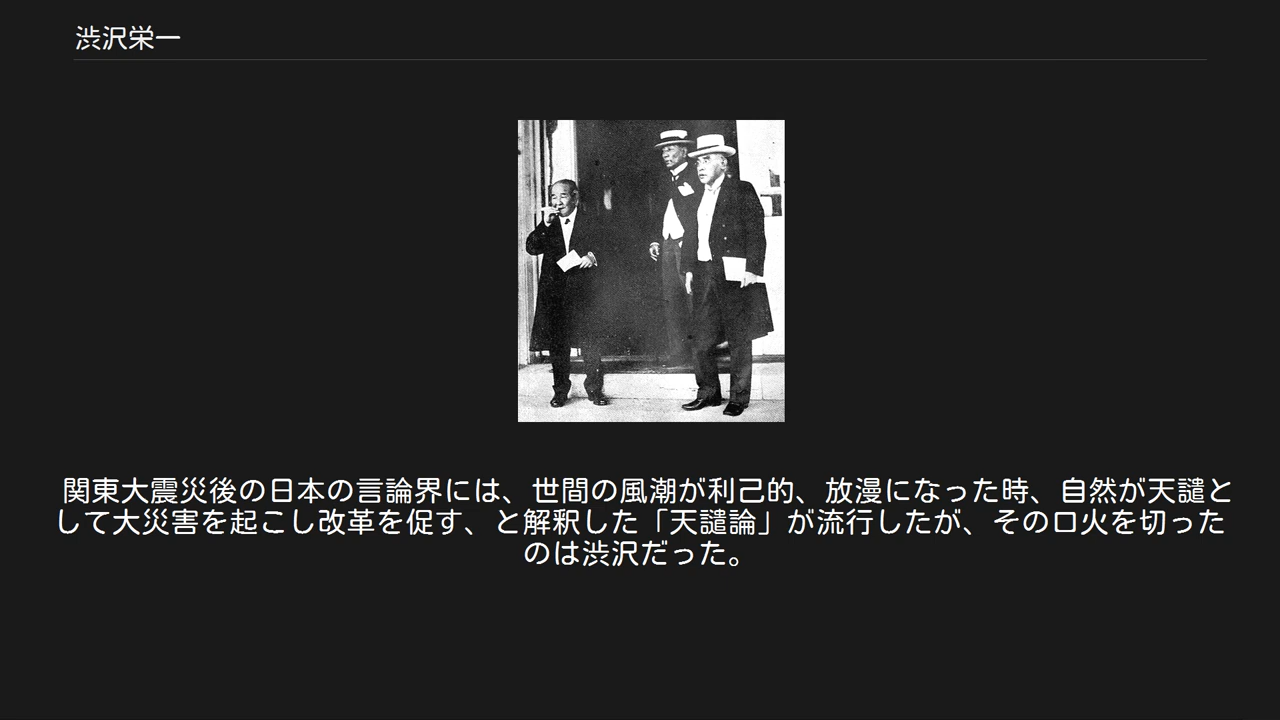 渋沢栄一
関東大震災後の日本の言論界には、世間の風潮が利己的、放漫になった時、自然が天譴と
して大災害を起こし改革を促す、と解釈した「天譴論」が流行したが、その口火を切った
のは渋沢だった。